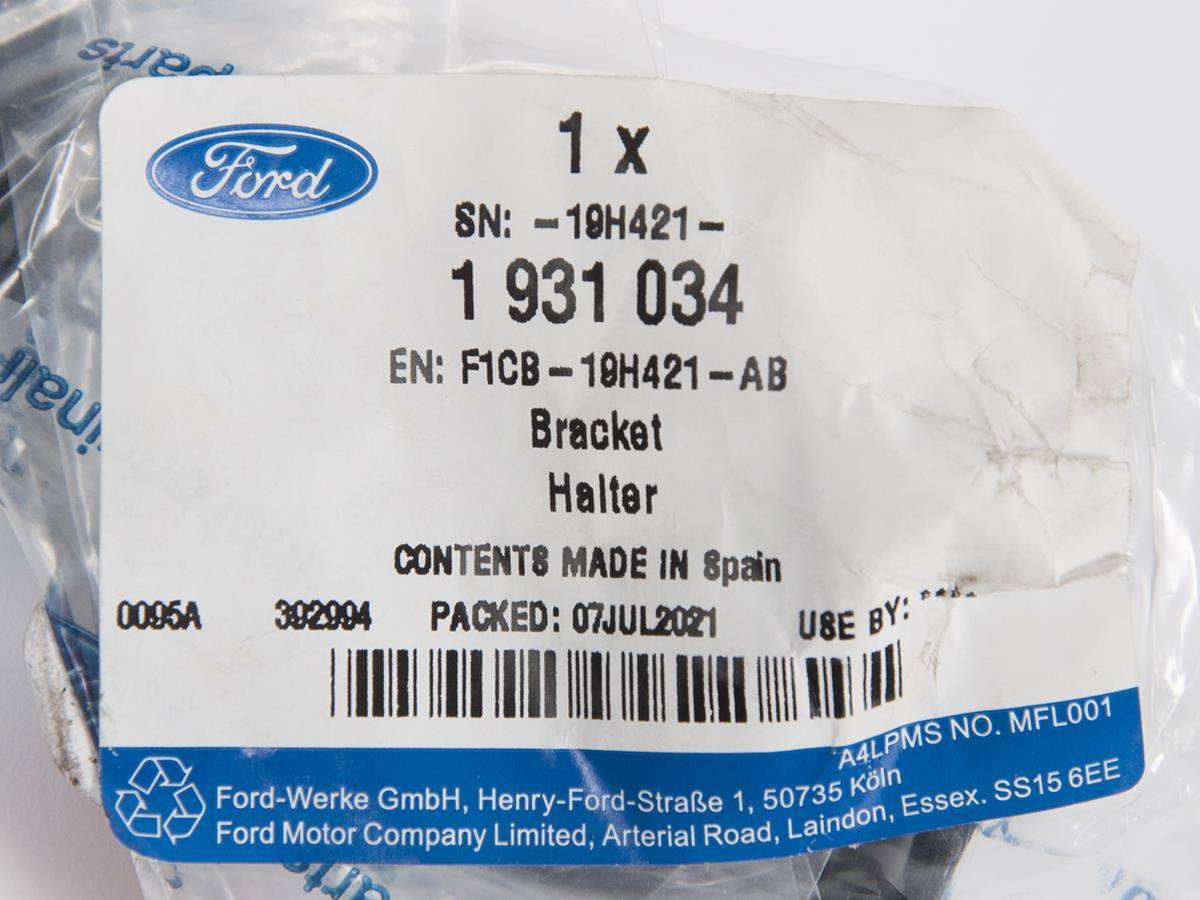 parts
Ford
1 x
SN: -19H421-
1 931 034
EN: F1CB-19H421-AB
Bracket
Halter
CONTENTS MADE IN Spain
0095A 392994 PACKED: 07JUL2021 USE BY:
A4LPMS NO. MFL001
Ford-Werke GmbH, Henry-Ford-Straße 1, 50735 Köln
Ford Motor Company Limited, Arterial Road, Laindon, Essex. SS15 6EE